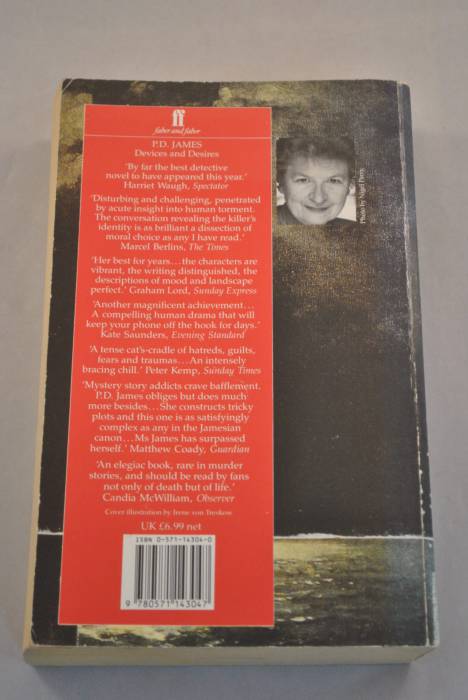 ff
faber and faber
P.D. JAMES
Devices and Desires
'By far the best detective
novel to have appeared this year.'
Harriet Waugh, Spectator
'Disturbing and challenging, penetrated
by acute insight into human torment.
The conversation revealing the killer's
identity is as brilliant a dissection of
moral choice as any I have read.'
Marcel Berlins, The Times
'Her best for years...the characters are
vibrant, the writing distinguished, the
descriptions of mood and landscape
perfect.' Graham Lord, Sunday Express
'Another magnificent achievement...
A compelling human drama that will
keep your phone off the hook for days.'
Kate Saunders, Evening Standard
'A tense cat's-cradle of hatreds, guilts,
fears and traumas...An intensely
bracing chill.' Peter Kemp, Sunday Times
'Mystery story addicts crave bafflement.
P.D. James obliges but does much
more besides...She constructs tricky
plots and this one is as satisfyingly
complex as any in the Jamesian
canon...Ms James has surpassed
herself.' Matthew Coady, Guardian
'An elegiac book, rare in murder
stories, and should be read by fans
not only of death but of life.'
Candia McWilliam, Observer
Cover illustration by Irene von Treskow
UK £6.99 net
ISBN 0-571-14304-0
9 780571 143047
Photo by Nigel Parry